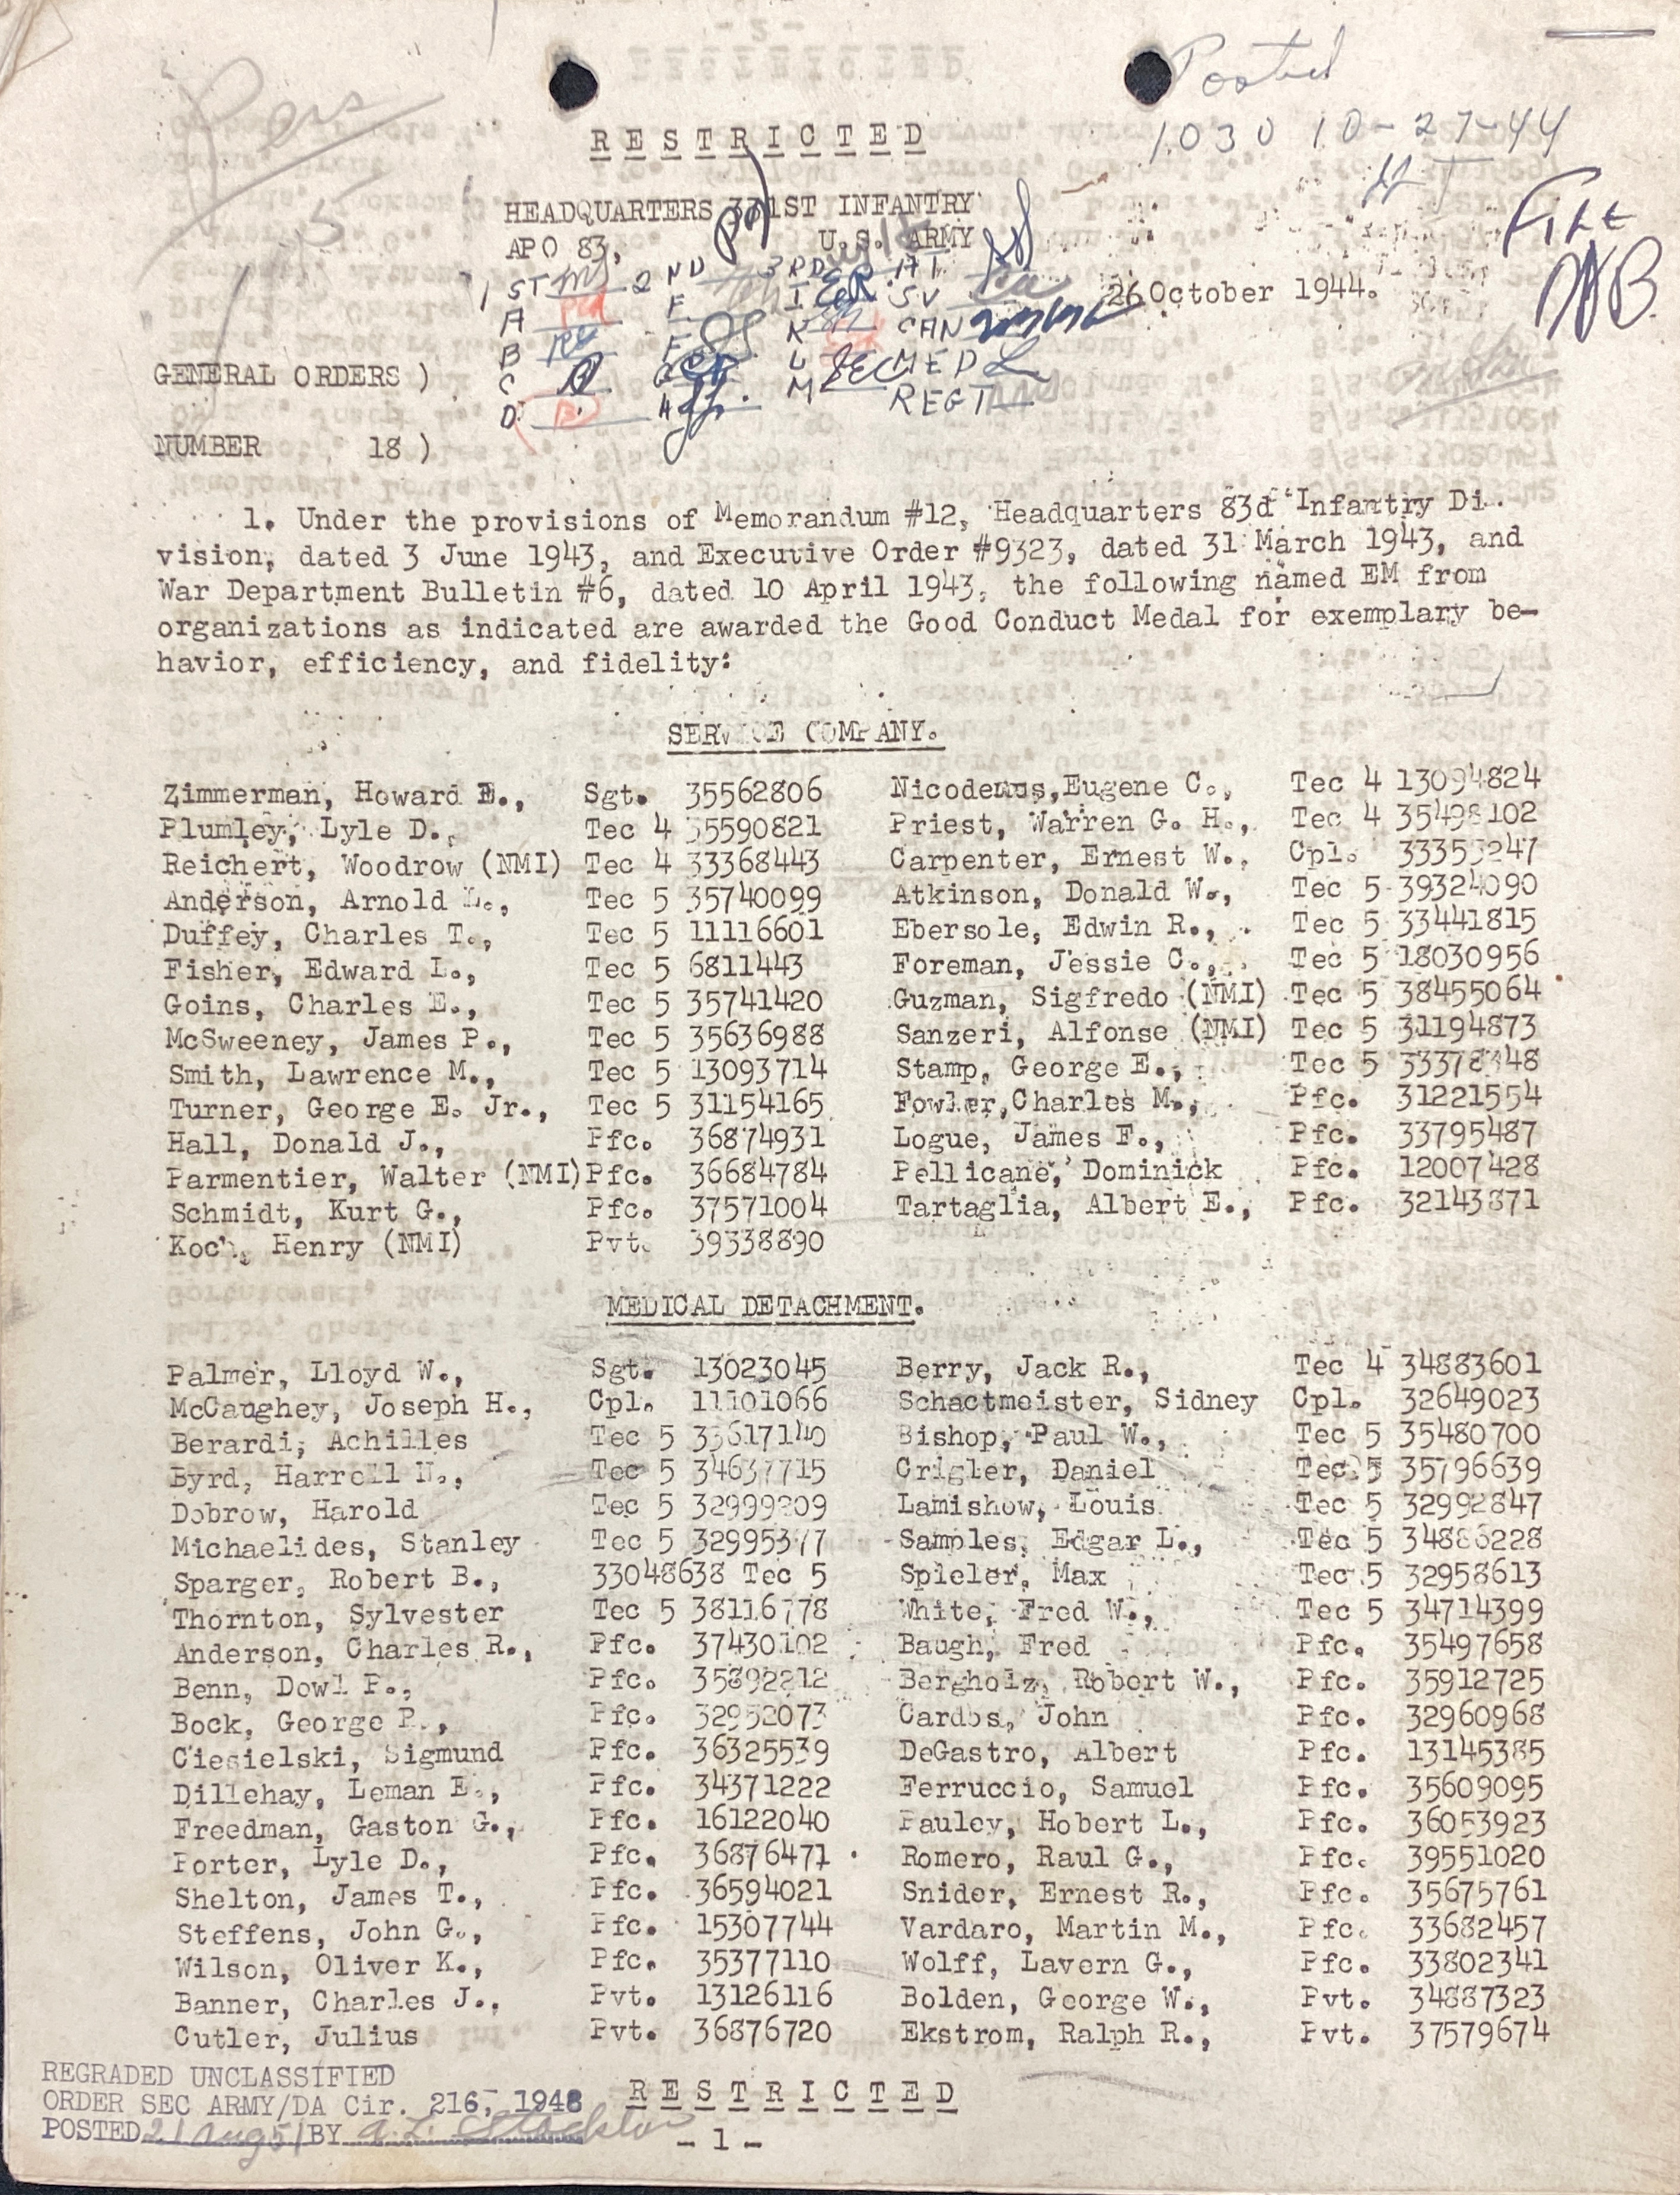 Pers
Posted
1030 10-27-44
R E S T R I C T E D
HEADQUARTERS 331ST INFANTRY
APO 83, U.S. ARMY
FILE
1ST 2ND 3RD AT
A E I SV
26 October 1944.
B F K CAN
C G L MED
D H M REGT
GENERAL ORDERS )
NUMBER 18 )
1. Under the provisions of Memorandum #12, Headquarters 83d Infantry Di-
vision, dated 3 June 1943, and Executive Order #9323, dated 31 March 1943, and
War Department Bulletin #6, dated 10 April 1943, the following named EM from
organizations as indicated are awarded the Good Conduct Medal for exemplary be-
havior, efficiency, and fidelity:
SERVICE COMPANY.
Zimmerman, Howard E., Sgt. 35562806 Nicodemus,Eugene C., Tec 4 13094824
Plumley, Lyle D., Tec 4 35590821 Priest, Warren G. H., Tec 4 35498102
Reichert, Woodrow (NMI) Tec 4 33368443 Carpenter, Ernest W., Cpl. 33353247
Anderson, Arnold L., Tec 5 35740099 Atkinson, Donald W., Tec 5 39324090
Duffey, Charles T., Tec 5 11116601 Ebersole, Edwin R., Tec 5 33441815
Fisher, Edward L., Tec 5 6811443 Foreman, Jessie C., Tec 5 18030956
Goins, Charles E., Tec 5 35741420 Guzman, Sigfredo (NMI) Tec 5 38455064
McSweeney, James P., Tec 5 35636988 Sanzeri, Alfonse (NMI) Tec 5 31194873
Smith, Lawrence M., Tec 5 13093714 Stamp, George E., Tec 5 33378348
Turner, George E. Jr., Tec 5 31154165 Fowler,Charles M., Pfc. 31221554
Hall, Donald J., Pfc. 36874931 Logue, James F., Pfc. 33795487
Parmentier, Walter (NMI) Pfc. 36684784 Pellicane, Dominick Pfc. 12007428
Schmidt, Kurt G., Pfc. 37571004 Tartaglia, Albert E., Pfc. 32143871
Koch, Henry (NMI) Pvt. 39338890
MEDICAL DETACHMENT.
Palmer, Lloyd W., Sgt. 13023045 Berry, Jack R., Tec 4 34883601
McCaughey, Joseph H., Cpl. 11101066 Schactmeister, Sidney Cpl. 32649023
Berardi, Achilles Tec 5 33617140 Bishop, Paul W., Tec 5 35480700
Byrd, Harrell Tec 5 34637715 Crigler, Daniel Tec 5 35796639
Dobrow, Harold Tec 5 32999209 Lamishow, Louis Tec 5 32992847
Michaelides, Stanley Tec 5 32995377 Samples, Edgar L., Tec 5 34886228
Sparger, Robert B., 33048638 Tec 5 Spieler, Max Tec 5 32958613
Thornton, Sylvester Tec 5 38116778 White, Fred W., Tec 5 34714399
Anderson, Charles R., Pfc. 37430102 Baugh, Fred Pfc. 35497658
Benn, Dowl P., Pfc. 35892212 Bergholz, Robert W., Pfc. 35912725
Bock, George P., Pfc. 32952073 Cardos, John Pfc. 32960968
Ciesielski, Sigmund Pfc. 36325539 DeGastro, Albert Pfc. 13145385
Dillehay, Leman E., Pfc. 34371222 Ferruccio, Samuel Pfc. 35609095
Freedman, Gaston G., Pfc. 16122040 Pauley, Hobert L., Pfc. 36053923
Porter, Lyle D., Pfc. 36876471 Romero, Raul G., Pfc. 39551020
Shelton, James T., Pfc. 36594021 Snider, Ernest R., Pfc. 35675761
Steffens, John G., Pfc. 15307744 Vardaro, Martin M., Pfc. 33682457
Wilson, Oliver K., Pfc. 35377110 Wolff, Lavern G., Pfc. 33802341
Banner, Charles J., Pvt. 13126116 Bolden, George W., Pvt. 34887323
Cutler, Julius Pvt. 36876720 Ekstrom, Ralph R., Pvt. 37579674
REGRADED UNCLASSIFIED
ORDER SEC ARMY/DA Cir. 216, 1948
R E S T R I C T E D
POSTED 21 Aug 51 BY A.L. Stockton
- 1 -